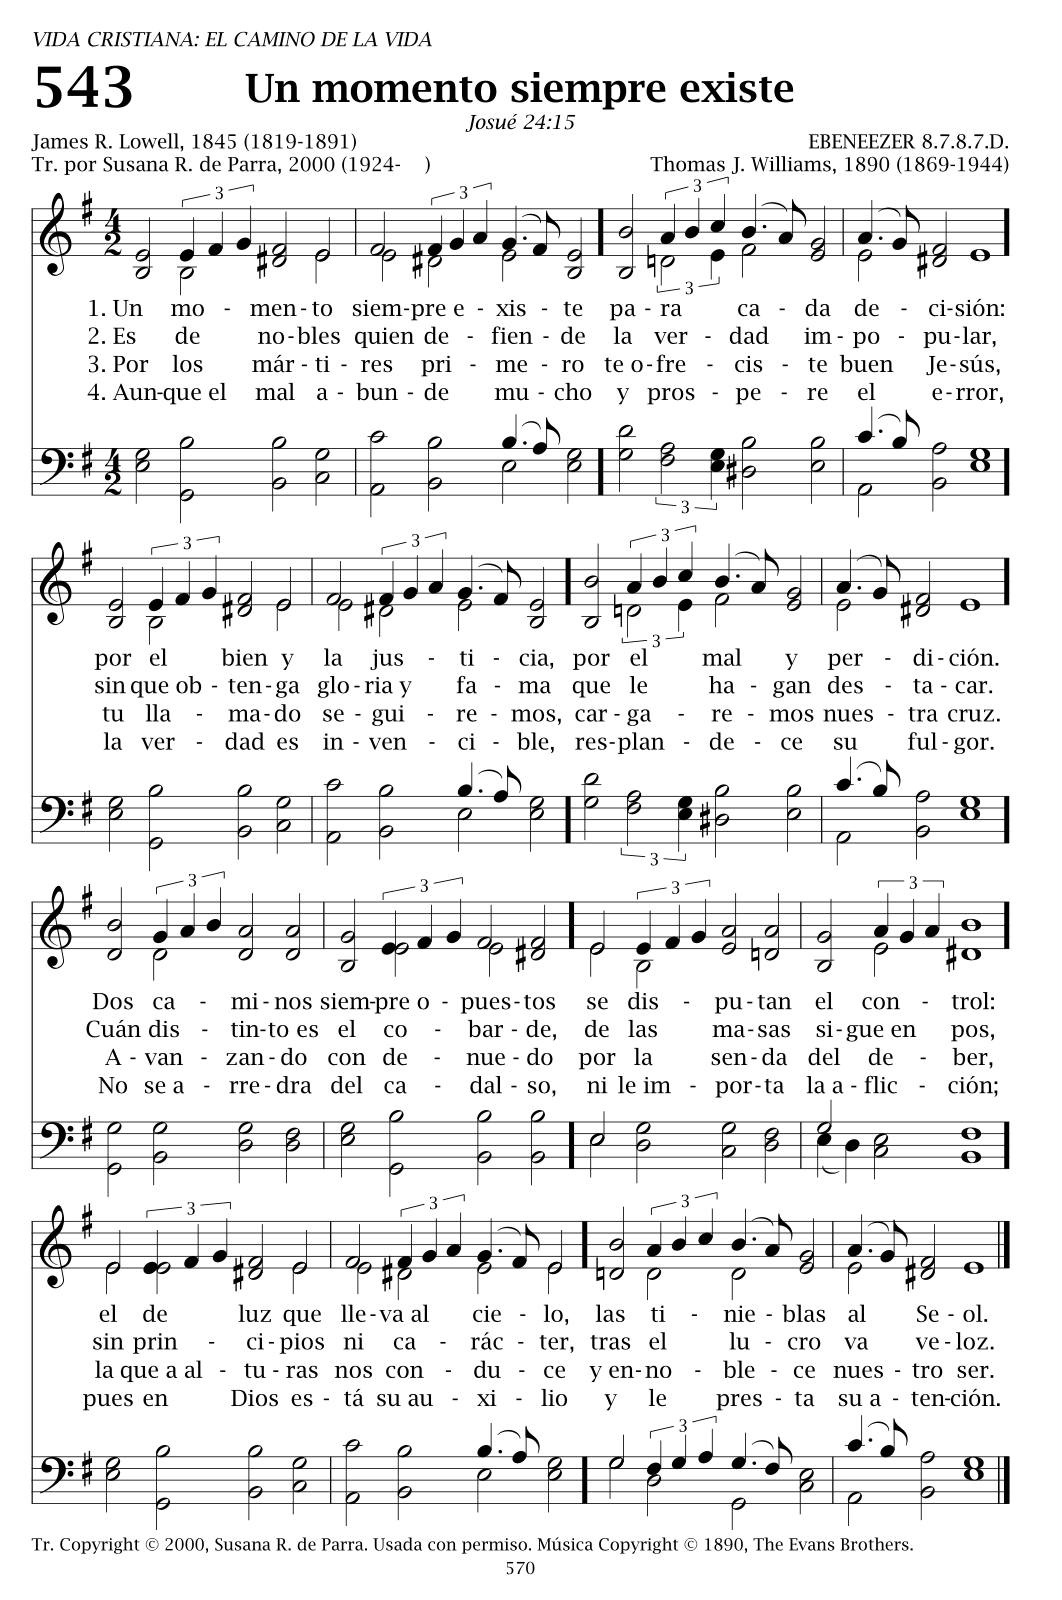 VIDA CRISTIANA: EL CAMINO DE LA VIDA
543 Un momento siempre existe
Josué 24:15
James R. Lowell, 1845 (1819-1891) EBENEEZER 8.7.8.7.D.
Tr. por Susana R. de Parra, 2000 (1924- ) Thomas J. Williams, 1890 (1869-1944)
3 3 3
4 2
1. Un mo - men - to siem - pre e - xis - te pa - ra ca - da de - ci - sión:
2. Es de no - bles quien de - fien - de la ver - dad im - po - pu - lar,
3. Por los már - ti - res pri - me - ro te o - fre - cis - te buen Je - sús,
4. Aun - que el mal a - bun - de mu - cho y pros - pe - re el e - rror,
4 2
3
3 3 3
3
por el bien y la jus - ti - cia, por el mal y per - di - ción.
sin que ob - ten - ga glo - ria y fa - ma que le ha - gan des - ta - car.
tu lla - ma - do se - gui - re - mos, car - ga - re - mos nues - tra cruz.
la ver - dad es in - ven - ci - ble, res - plan - de - ce su ful - gor.
3
3 3 3 3
Dos ca - mi - nos siem - pre o - pues - tos se dis - pu - tan el con - trol:
Cuán dis - tin - to es el co - bar - de, de las ma - sas si - gue en pos,
A - van - zan - do con de - nue - do por la sen - da del de - ber,
No se a - rre - dra del ca - dal - so, ni le im - por - ta la a - flic - ción;
3 3 3
el de luz que lle - va al cie - lo, las ti - nie - blas al Se - ol.
sin prin - ci - pios ni ca - rác - ter, tras el lu - cro va ve - loz.
la que a al - tu - ras nos con - du - ce y en - no - ble - ce nues - tro ser.
pues en Dios es - tá su au - xi - lio y le pres - ta su a - ten - ción.
3
Tr. Copyright © 2000, Susana R. de Parra. Usada con permiso. Música Copyright © 1890, The Evans Brothers.
570